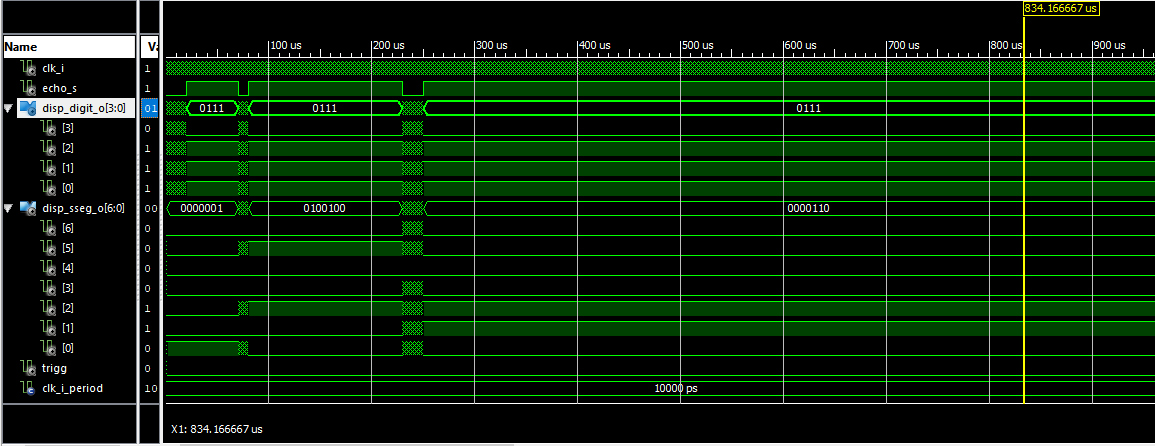 834.166667 us
Name Va
100 us 200 us 300 us 400 us 500 us 600 us 700 us 800 us 900 us
clk_i 1
echo_s 1
disp_digit_o[3:0] 01 0111 0111 0111
[3] 0
[2] 1
[1] 1
[0] 1
disp_sseg_o[6:0] 00 0000001 0100100 0000110
[6] 0
[5] 0
[4] 0
[3] 0
[2] 1
[1] 1
[0] 0
trigg 0
clk_i_period 10 10000 ps
X1: 834.166667 us